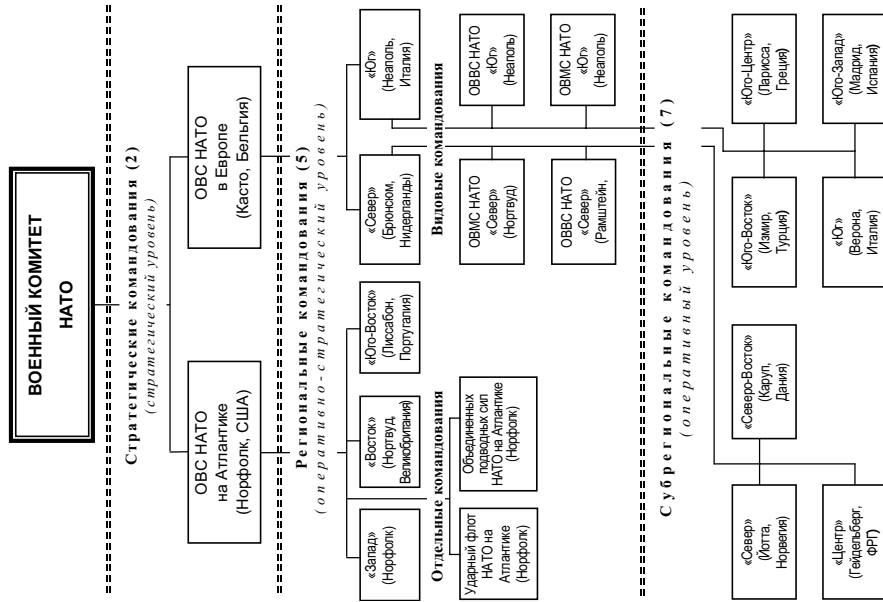 ВОЕННЫЙ КОМИТЕТ
НАТО
Стратегические командования (2)
(стратегический уровень)
ОВС НАТО
на Атлантике
(Норфолк, США)
ОВС НАТО
в Европе
(Касто, Бельгия)
Региональные командования (5)
(оперативно-стратегический уровень)
«Запад»
(Норфолк)
«Восток»
(Нортвуд,
Великобритания)
«Юго-Восток»
(Лиссабон,
Португалия)
«Север»
(Брюнсюм,
Нидерланды)
«Юг»
(Неаполь,
Италия)
Отдельные командования
Ударный флот
НАТО на
Атлантике
(Норфолк)
Объединенных
подводных сил
НАТО на Атлантике
(Норфолк)
Видовые командования
ОВМС НАТО
«Север»
(Нортвуд)
ОВВС НАТО
«Юг»
(Неаполь)
ОВВС НАТО
«Север»
(Рамштейн,
ОВМС НАТО
«Юг»
(Неаполь)
Субрегиональные командования (7)
(оперативный уровень)
«Север»
(Йотта,
Норвегия)
«Северо-Восток»
(Каруп,
Дания)
«Юго-Восток»
(Измир,
Турция)
«Юго-Центр»
(Ларисса,
Греция)
«Центр»
(Гейдельберг,
ФРГ)
«Юг»
(Верона,
Италия)
«Юго-Запад»
(Мадрид,
Испания)